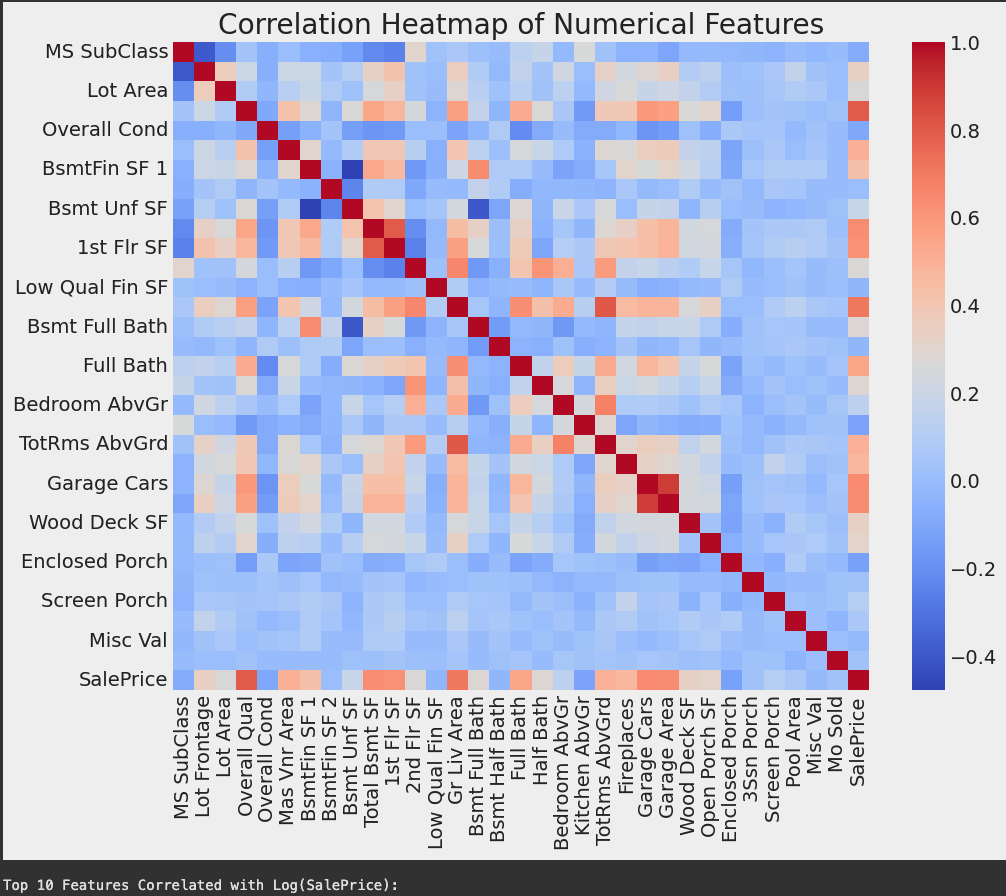 Correlation Heatmap of Numerical Features
MS SubClass
Lot Area
Overall Cond
BsmtFin SF 1
Bsmt Unf SF
1st Flr SF
Low Qual Fin SF
Bsmt Full Bath
Full Bath
Bedroom AbvGr
TotRms AbvGrd
Garage Cars
Wood Deck SF
Enclosed Porch
Screen Porch
Misc Val
SalePrice
MS SubClass
Lot Frontage
Lot Area
Overall Qual
Overall Cond
Mas Vnr Area
BsmtFin SF 1
BsmtFin SF 2
Bsmt Unf SF
Total Bsmt SF
1st Flr SF
2nd Flr SF
Low Qual Fin SF
Gr Liv Area
Bsmt Full Bath
Bsmt Half Bath
Full Bath
Half Bath
Bedroom AbvGr
Kitchen AbvGr
TotRms AbvGrd
Fireplaces
Garage Cars
Garage Area
Wood Deck SF
Open Porch SF
Enclosed Porch
3Ssn Porch
Screen Porch
Pool Area
Misc Val
Mo Sold
SalePrice
1.0
0.8
0.6
0.4
0.2
0.0
−0.2
−0.4
Top 10 Features Correlated with Log(SalePrice):